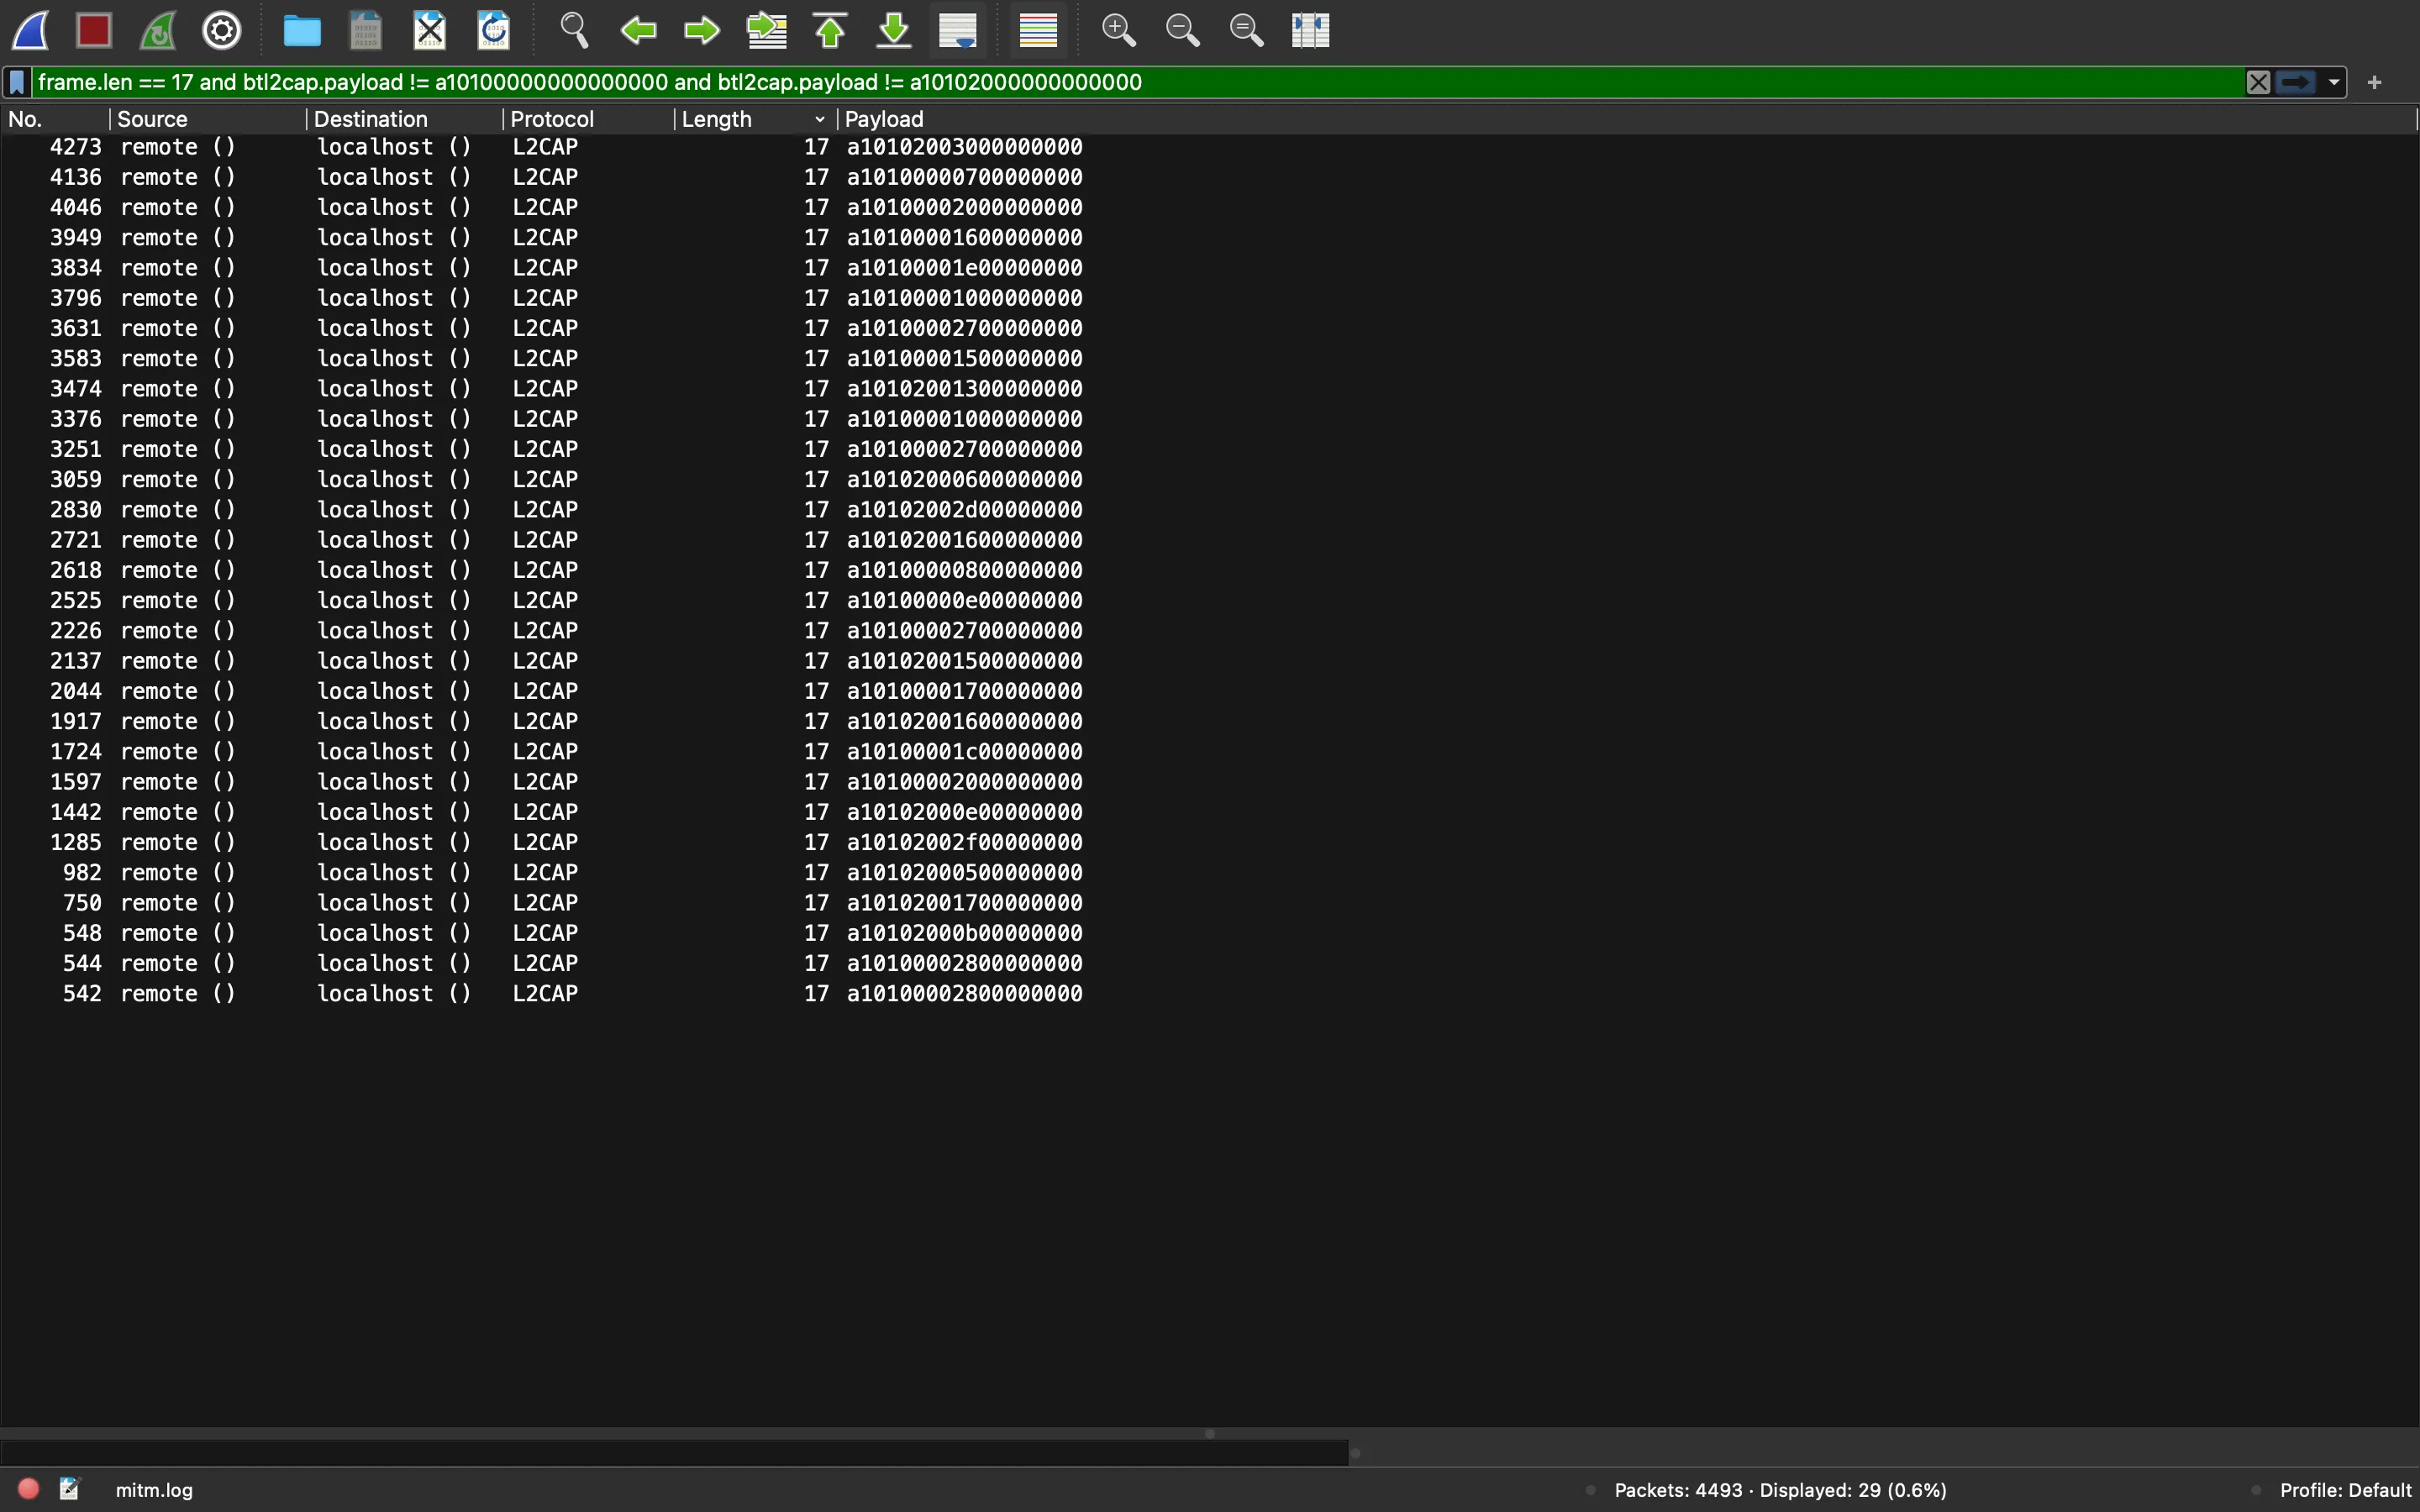 frame.len == 17 and btl2cap.payload != a10100000000000000 and btl2cap.payload != a10102000000000000
No. Source Destination Protocol Length Payload
4273 remote () localhost () L2CAP 17 a10102003000000000
4136 remote () localhost () L2CAP 17 a10100000700000000
4046 remote () localhost () L2CAP 17 a10100002000000000
3949 remote () localhost () L2CAP 17 a10100001600000000
3834 remote () localhost () L2CAP 17 a10100001e00000000
3796 remote () localhost () L2CAP 17 a10100001000000000
3631 remote () localhost () L2CAP 17 a10100002700000000
3583 remote () localhost () L2CAP 17 a10100001500000000
3474 remote () localhost () L2CAP 17 a10102001300000000
3376 remote () localhost () L2CAP 17 a10100001000000000
3251 remote () localhost () L2CAP 17 a10100002700000000
3059 remote () localhost () L2CAP 17 a10102000600000000
2830 remote () localhost () L2CAP 17 a10102002d00000000
2721 remote () localhost () L2CAP 17 a10102001600000000
2618 remote () localhost () L2CAP 17 a10100000800000000
2525 remote () localhost () L2CAP 17 a10100000e00000000
2226 remote () localhost () L2CAP 17 a10100002700000000
2137 remote () localhost () L2CAP 17 a10102001500000000
2044 remote () localhost () L2CAP 17 a10100001700000000
1917 remote () localhost () L2CAP 17 a10102001600000000
1724 remote () localhost () L2CAP 17 a10100001c00000000
1597 remote () localhost () L2CAP 17 a10100002000000000
1442 remote () localhost () L2CAP 17 a10102000e00000000
1285 remote () localhost () L2CAP 17 a10102002f00000000
982 remote () localhost () L2CAP 17 a10102000500000000
750 remote () localhost () L2CAP 17 a10102001700000000
548 remote () localhost () L2CAP 17 a10102000b00000000
544 remote () localhost () L2CAP 17 a10100002800000000
542 remote () localhost () L2CAP 17 a10100002800000000
mitm.log Packets: 4493 · Displayed: 29 (0.6%) Profile: Default